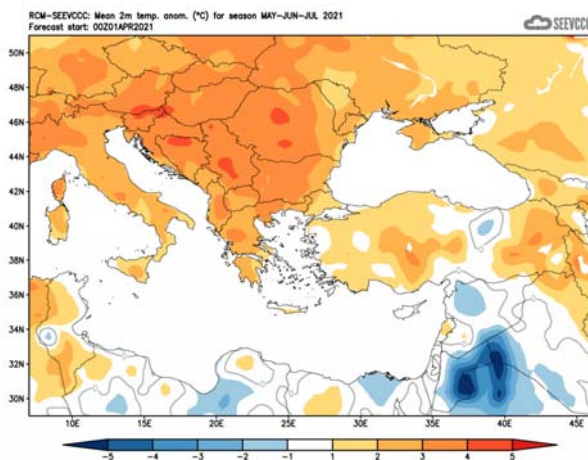 RCM-SEEVCCC: Mean 2m temp. anom. (°C) for season MAY-JUN-JUL 2021
Forecast start: 00Z01APR2021
SEEVCCC
50N
48N
46N
44N
42N
40N
38N
36N
34N
32N
30N
10E 15E 20E 25E 30E 35E 40E 45E
-5 -4 -3 -2 -1 1 2 3 4 5